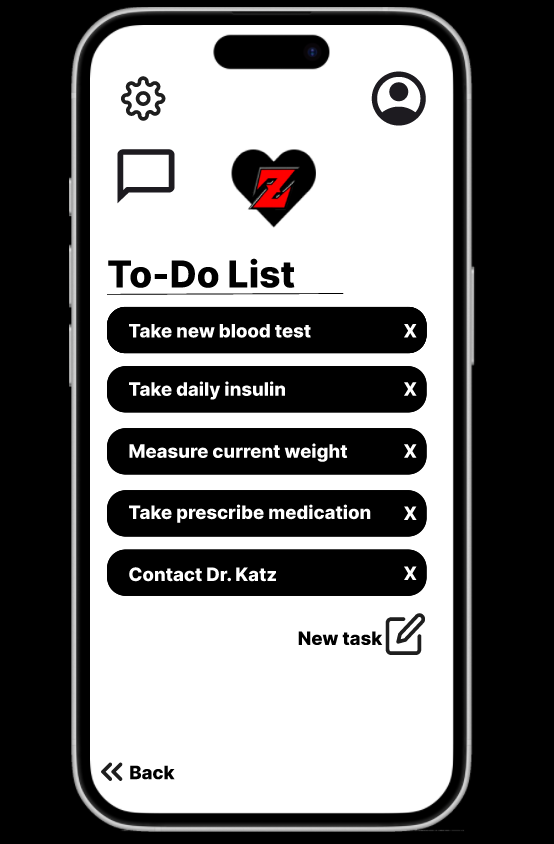 Z
To-Do List
Take new blood test X
Take daily insulin X
Measure current weight X
Take prescribe medication X
Contact Dr. Katz X
New task
Back